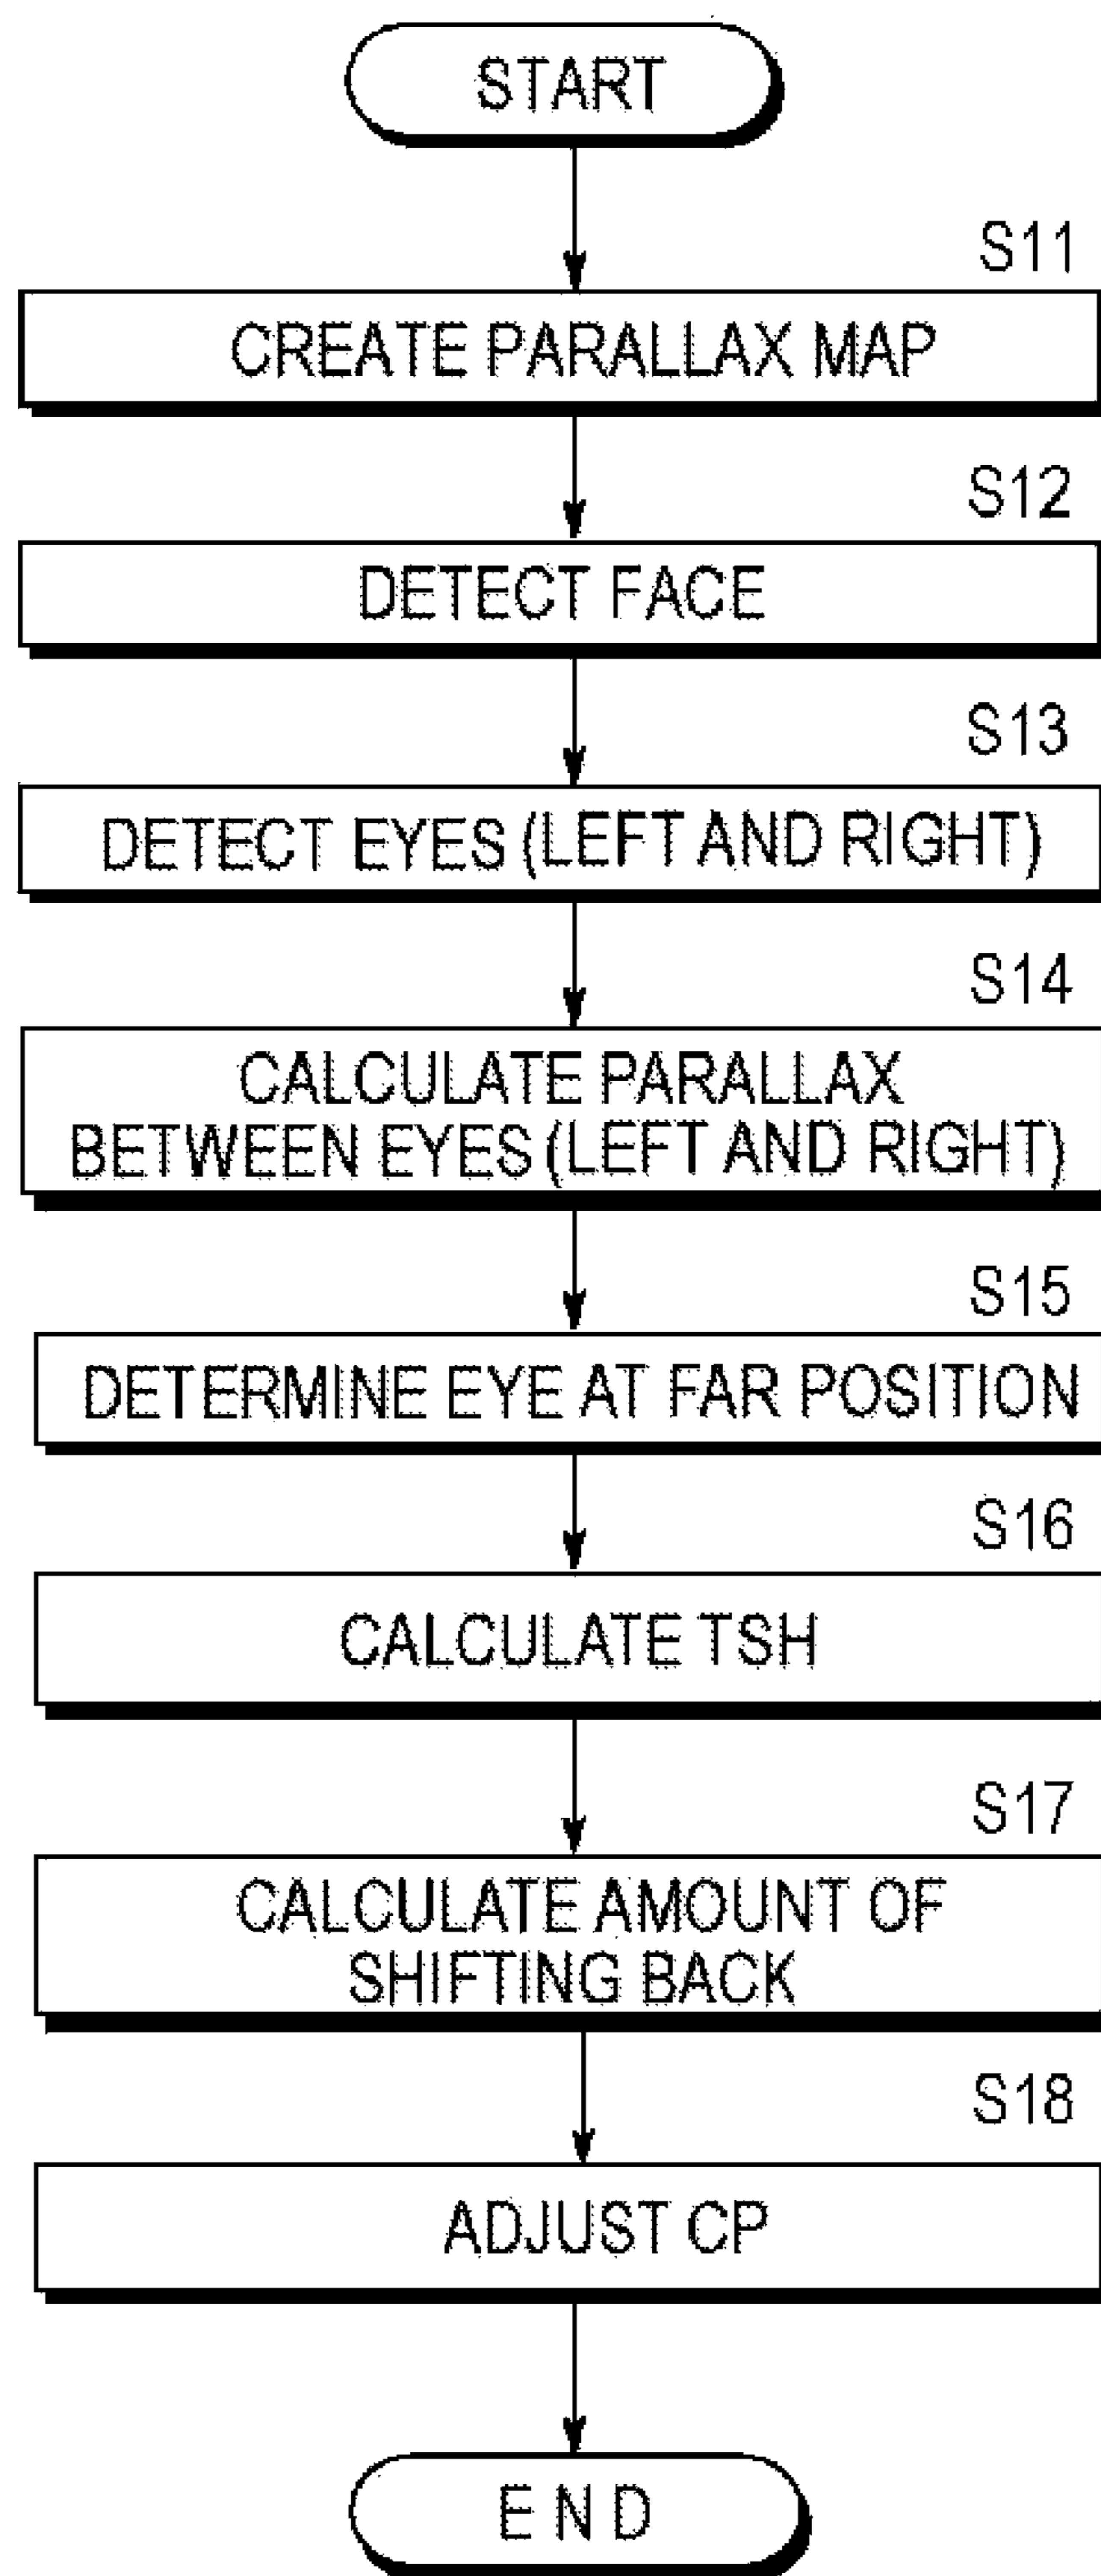 START
S11
CREATE PARALLAX MAP
S12
DETECT FACE
S13
DETECT EYES (LEFT AND RIGHT)
S14
CALCULATE PARALLAX
BETWEEN EYES (LEFT AND RIGHT)
S15
DETERMINE EYE AT FAR POSITION
S16
CALCULATE TSH
S17
CALCULATE AMOUNT OF
SHIFTING BACK
S18
ADJUST CP
END